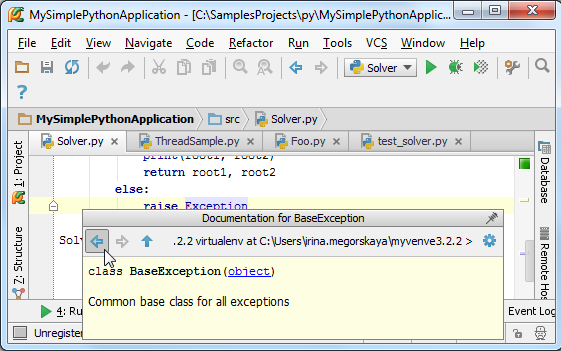 MySimplePythonApplication - [C:\SamplesProjects\py\MySimplePythonApplic...
File Edit View Navigate Code Refactor Run Tools VCS Window Help
Solver
?
MySimplePythonApplication src Solver.py
Solver.py ThreadSample.py Foo.py test_solver.py
1: Project
Z: Structure
Database
Remote Hos
print(root1, root2)
return root1, root2
else:
raise Exception
Solv
Documentation for BaseException
.2.2 virtualenv at C:\Users\irina.megorskaya\myvenve3.2.2 >
class BaseException(object)
Common base class for all exceptions
4: Ru
Event Log
Unregister